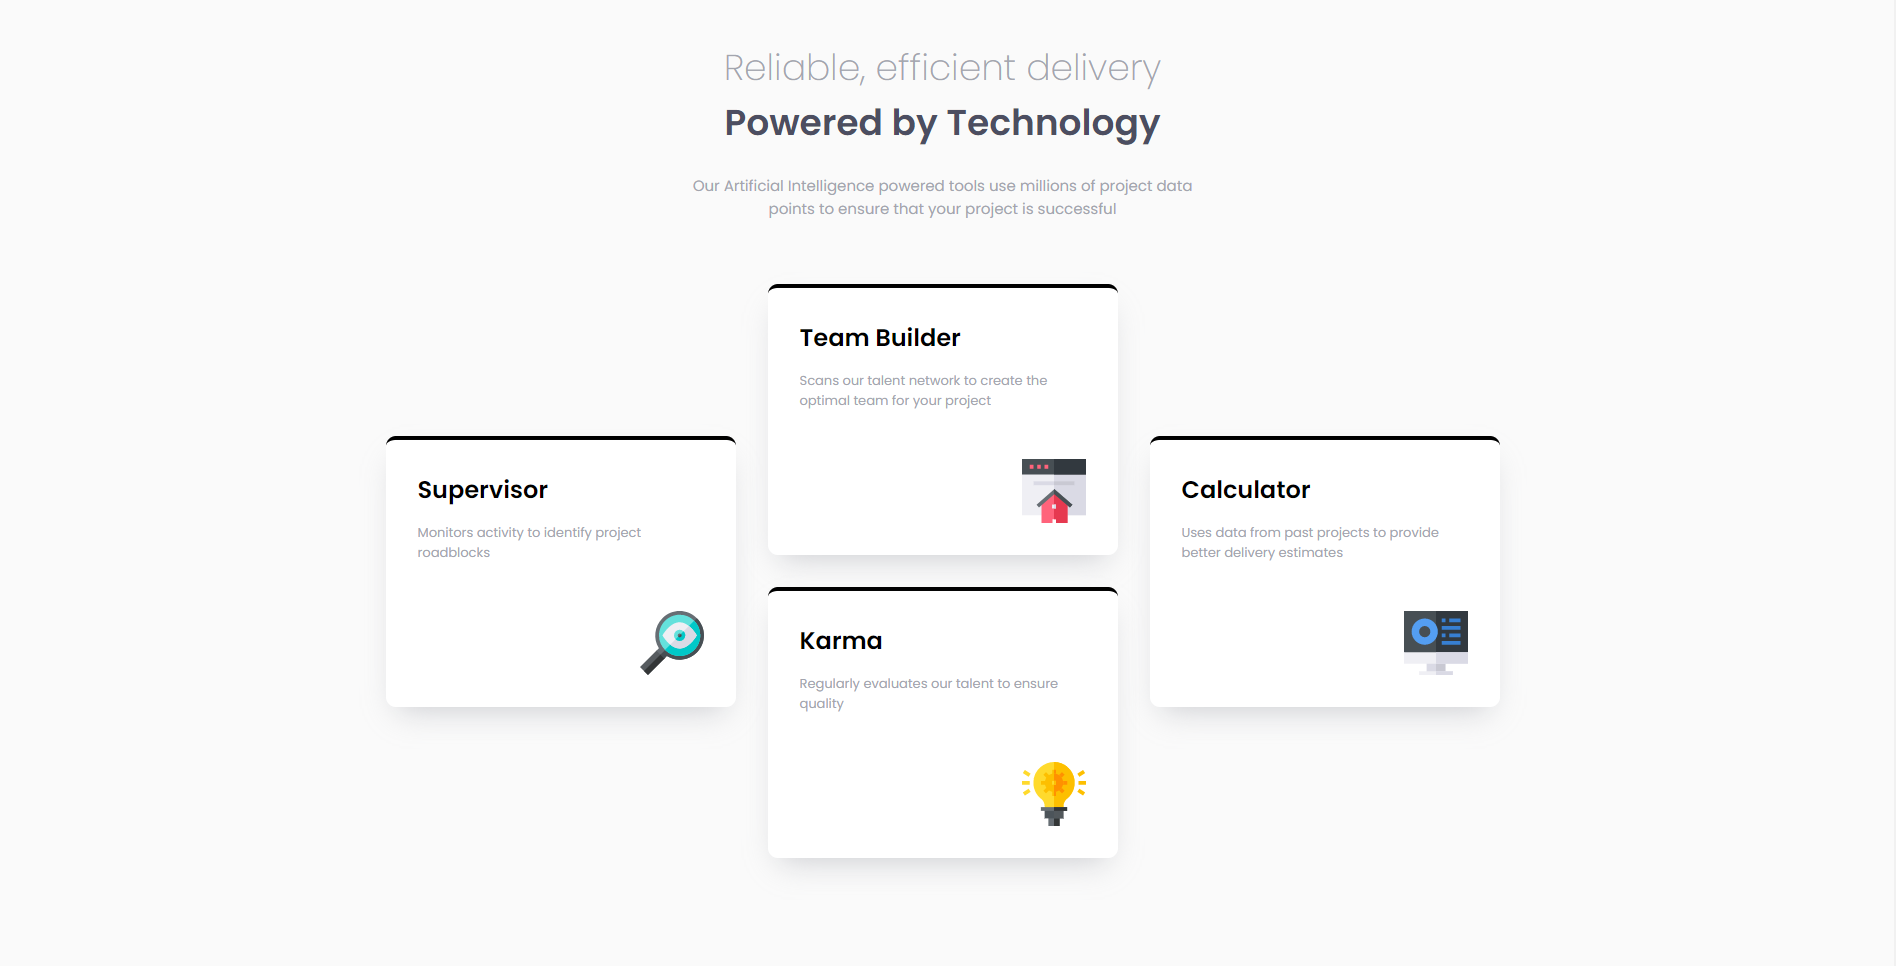 Reliable, efficient delivery
Powered by Technology
Our Artificial Intelligence powered tools use millions of project data
points to ensure that your project is successful
Supervisor
Monitors activity to identify project
roadblocks
Team Builder
Scans our talent network to create the
optimal team for your project
Karma
Regularly evaluates our talent to ensure
quality
Calculator
Uses data from past projects to provide
better delivery estimates